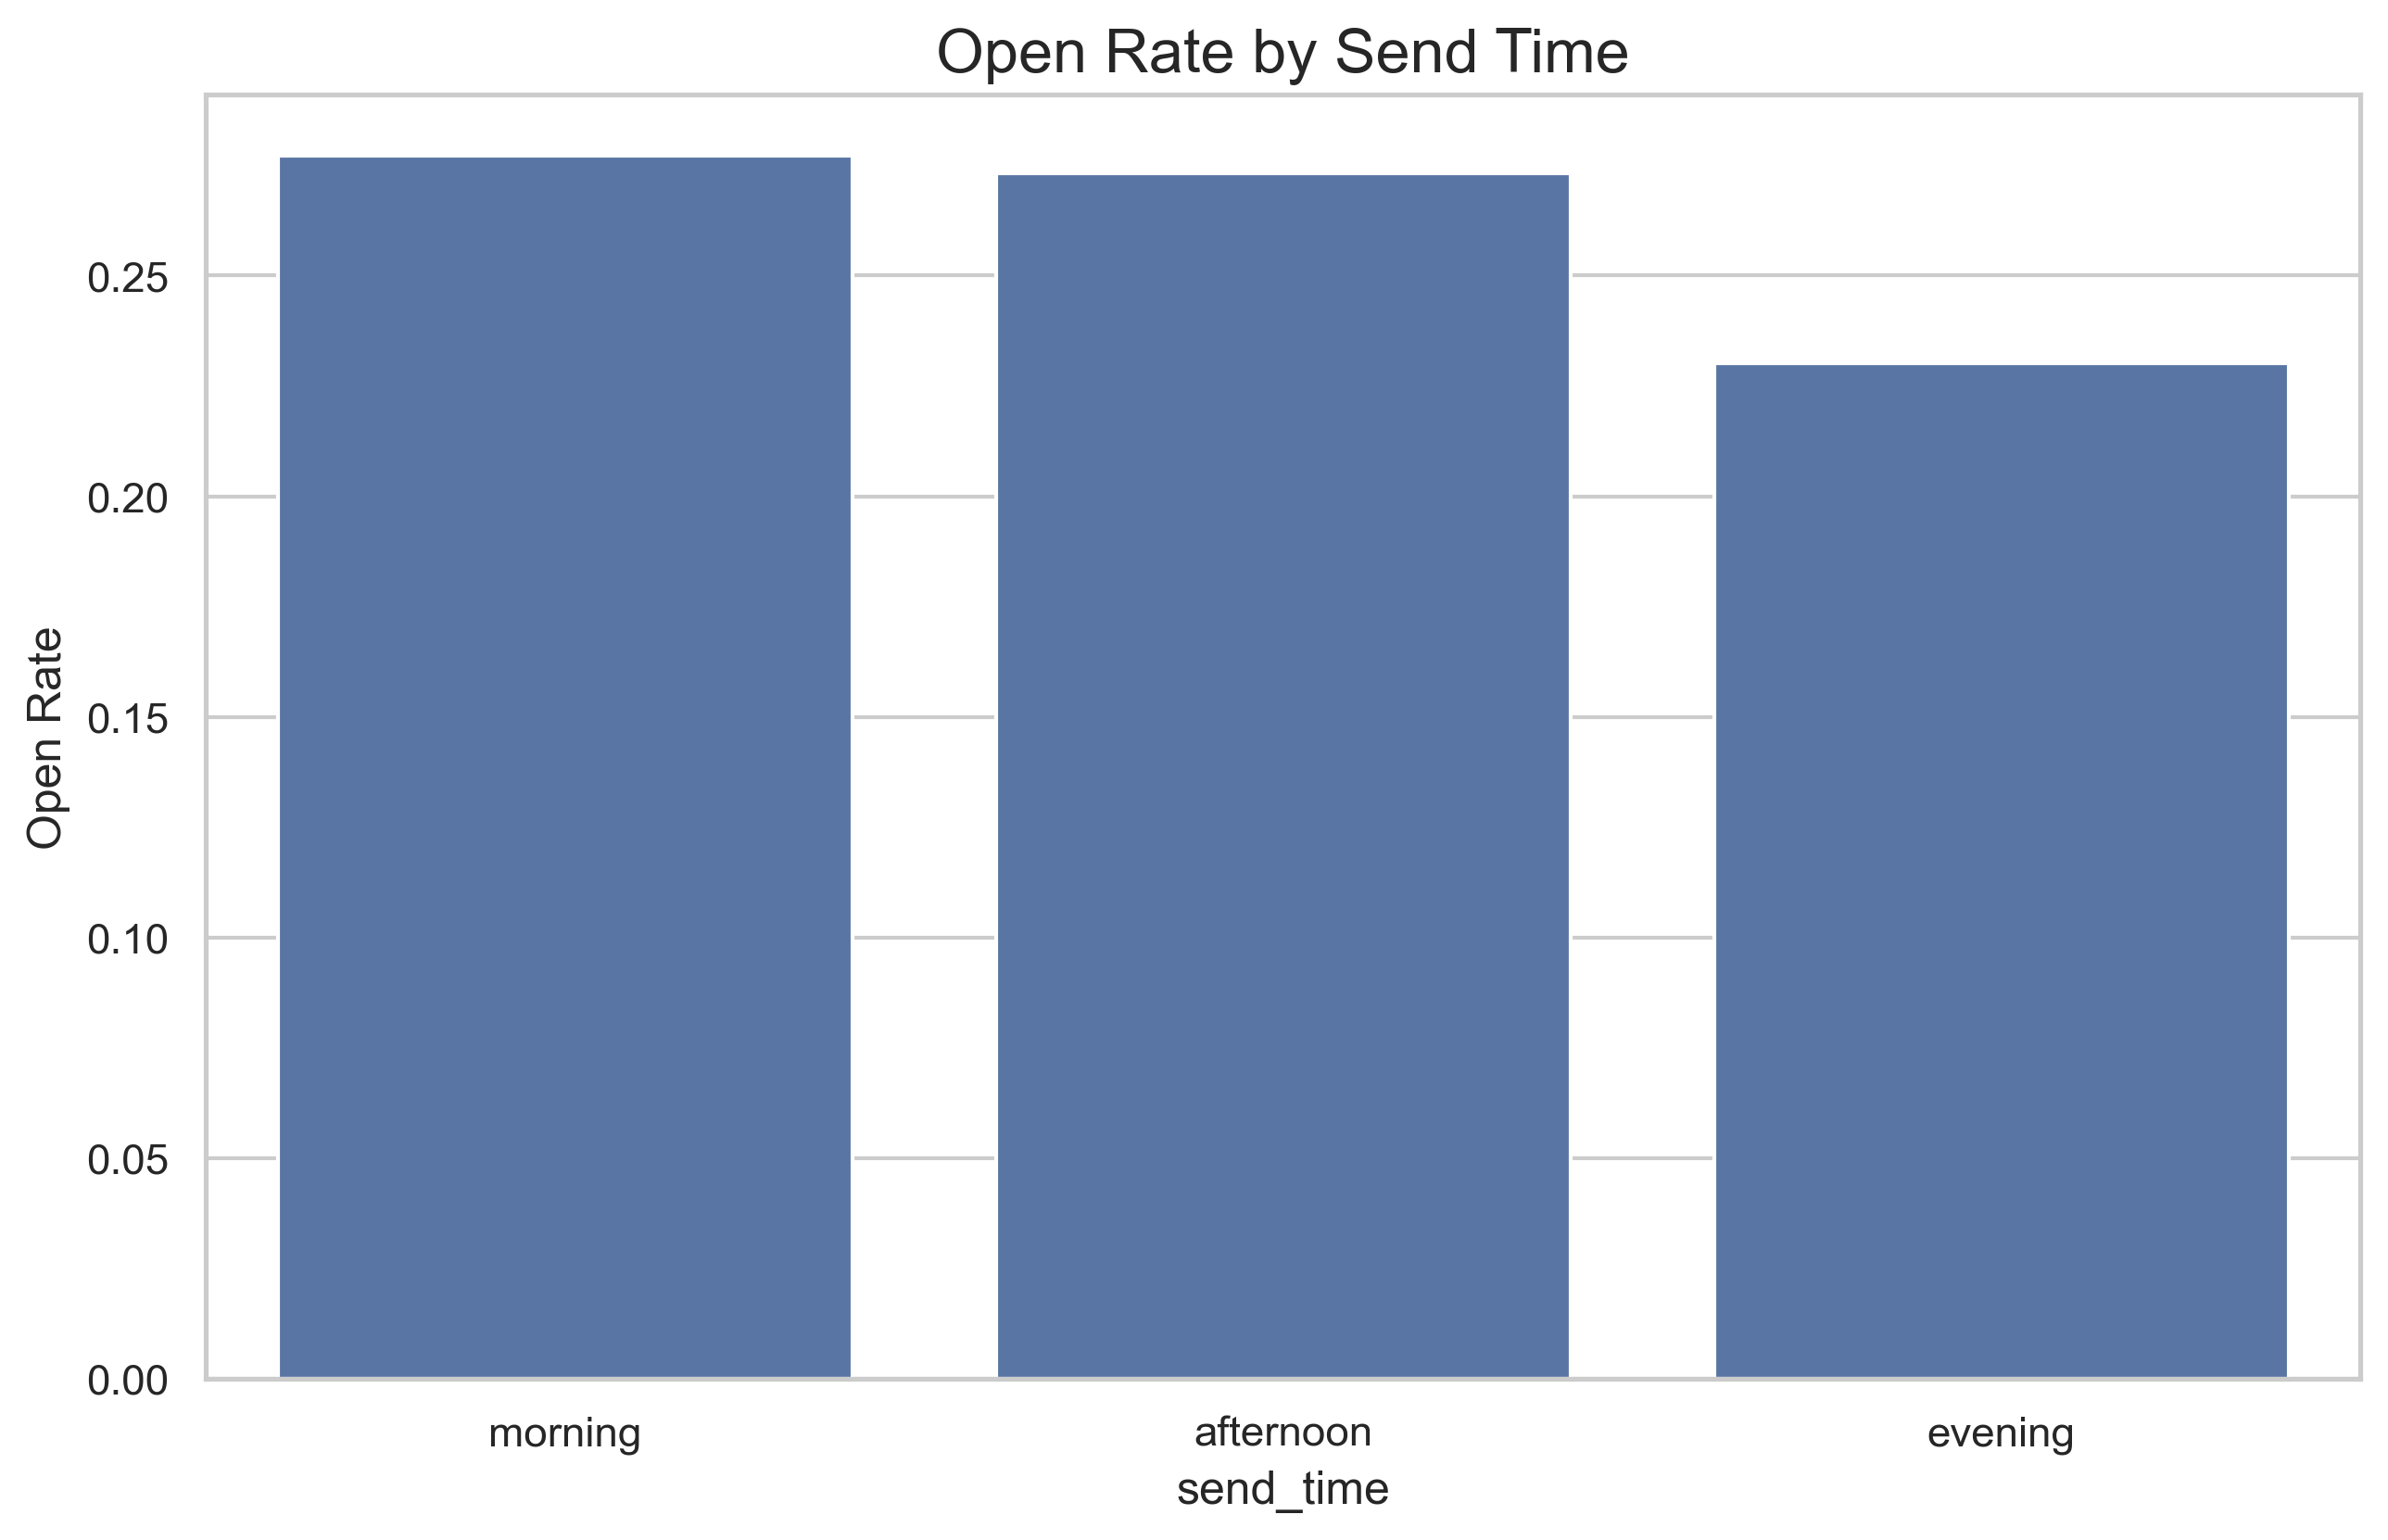 Open Rate by Send Time
Open Rate
0.25
0.20
0.15
0.10
0.05
0.00
morning
afternoon
evening
send_time